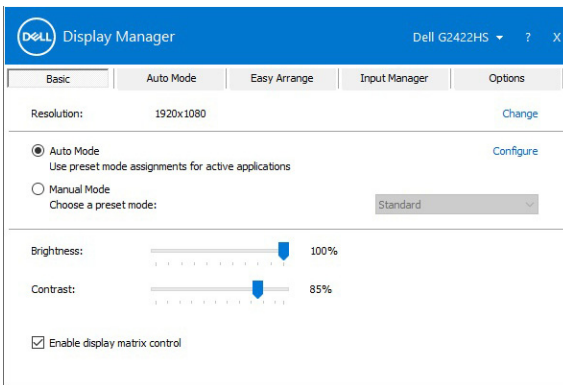 DELL Display Manager Dell G2422HS ? X
Basic Auto Mode Easy Arrange Input Manager Options
Resolution: 1920x1080 Change
Auto Mode Configure
Use preset mode assignments for active applications
Manual Mode
Choose a preset mode: Standard
Brightness: 100%
Contrast: 85%
Enable display matrix control